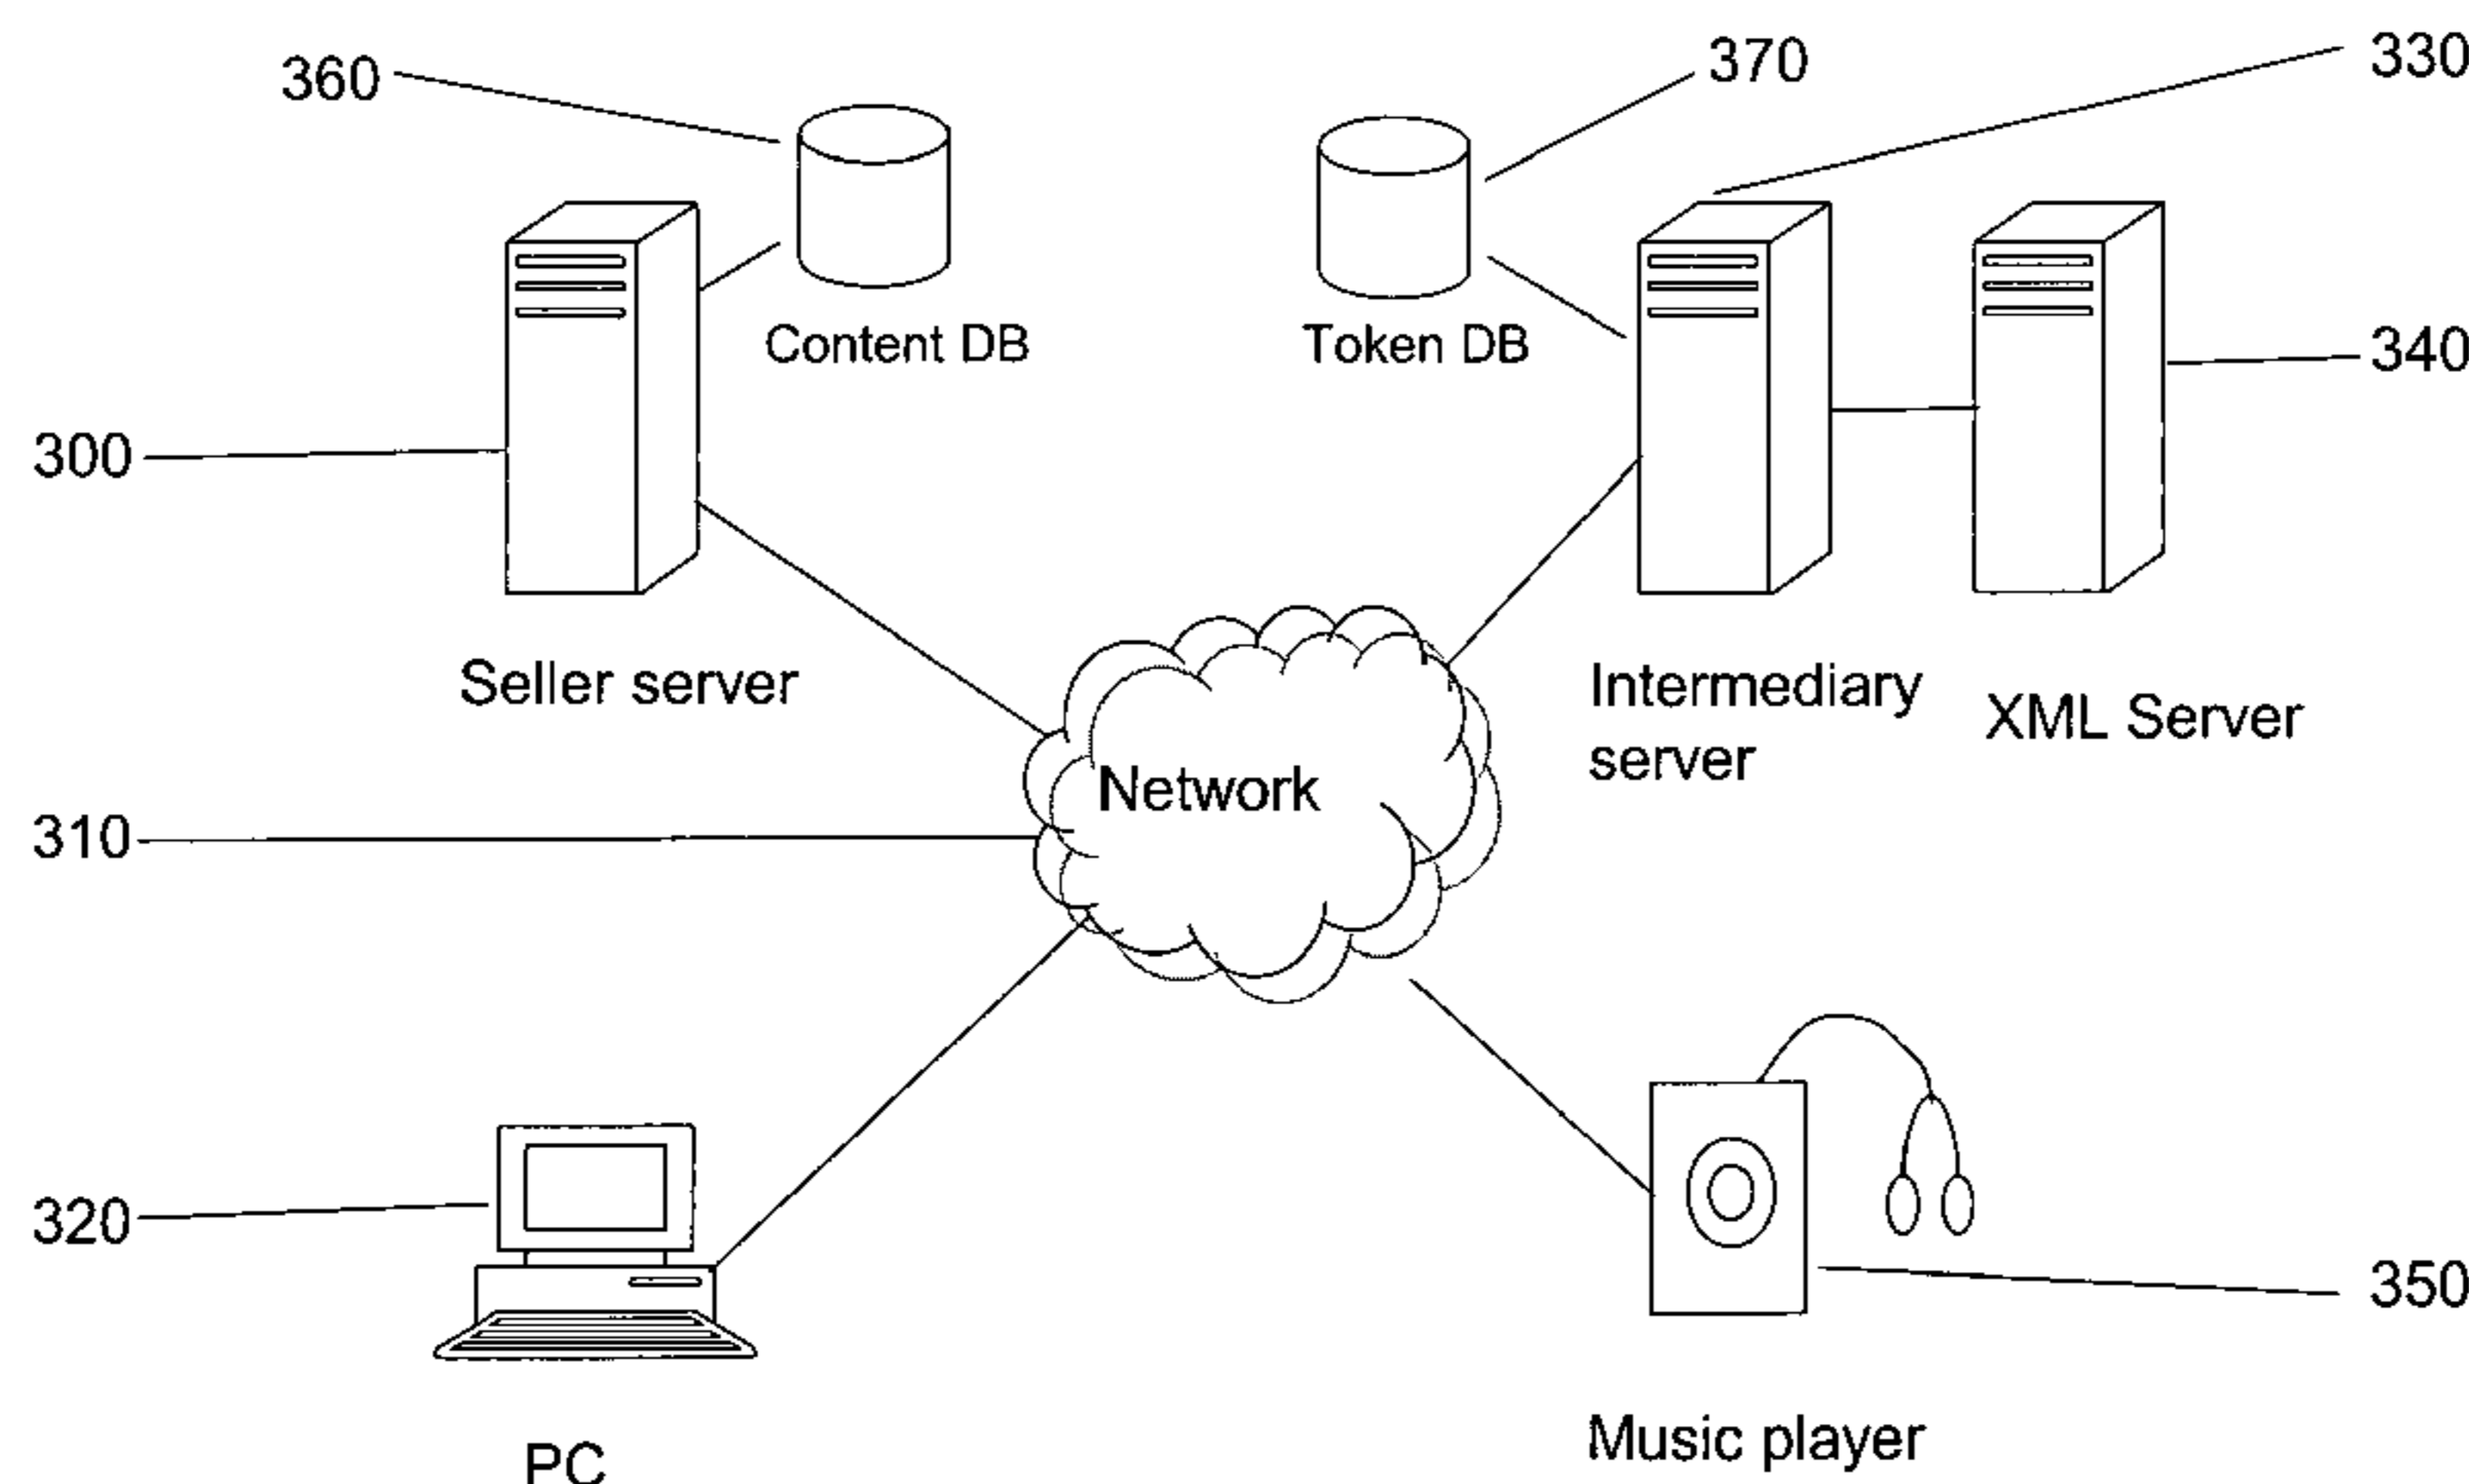 360
370
330
Content DB
Token DB
340
300
Seller server
Intermediary
server
XML Server
Network
310
320
350
PC
Music player